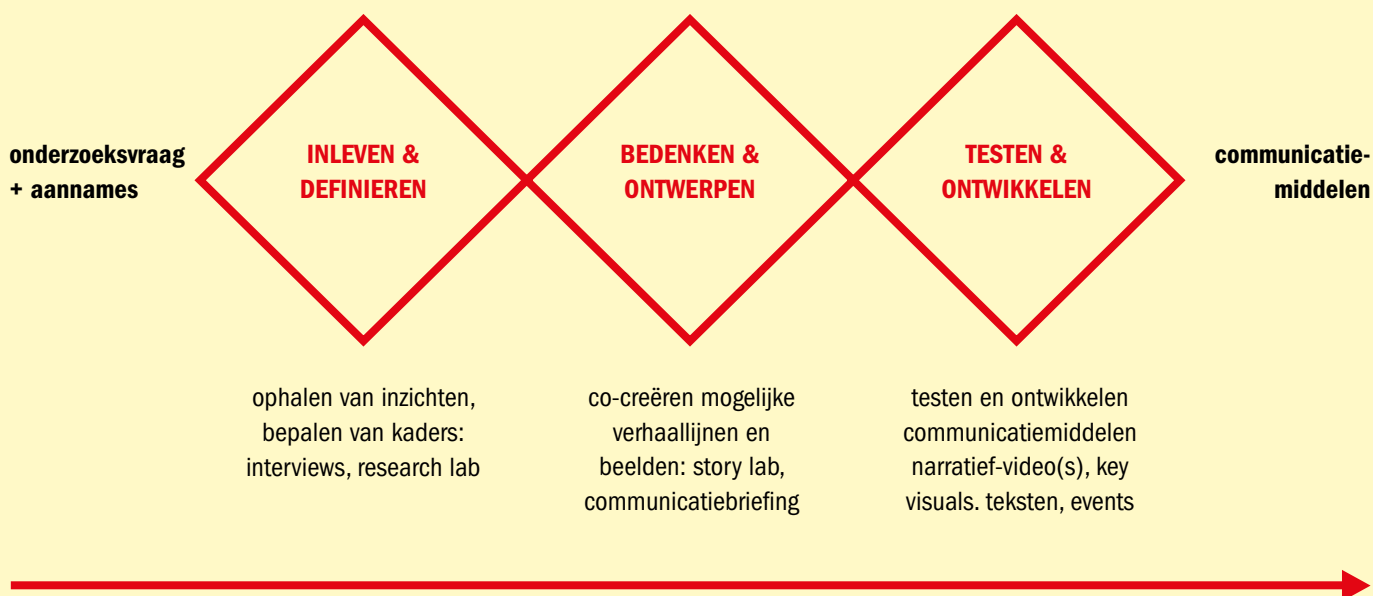 onderzoeksvraag
+ aannames
INLEVEN &
DEFINIEREN
BEDENKEN &
ONTWERPEN
TESTEN &
ONTWIKKELEN
communicatie-
middelen
ophalen van inzichten,
bepalen van kaders:
interviews, research lab
co-creëren mogelijke
verhaallijnen en
beelden: story lab,
communicatiebriefing
testen en ontwikkelen
communicatiemiddelen
narratief-video(s), key
visuals. teksten, events